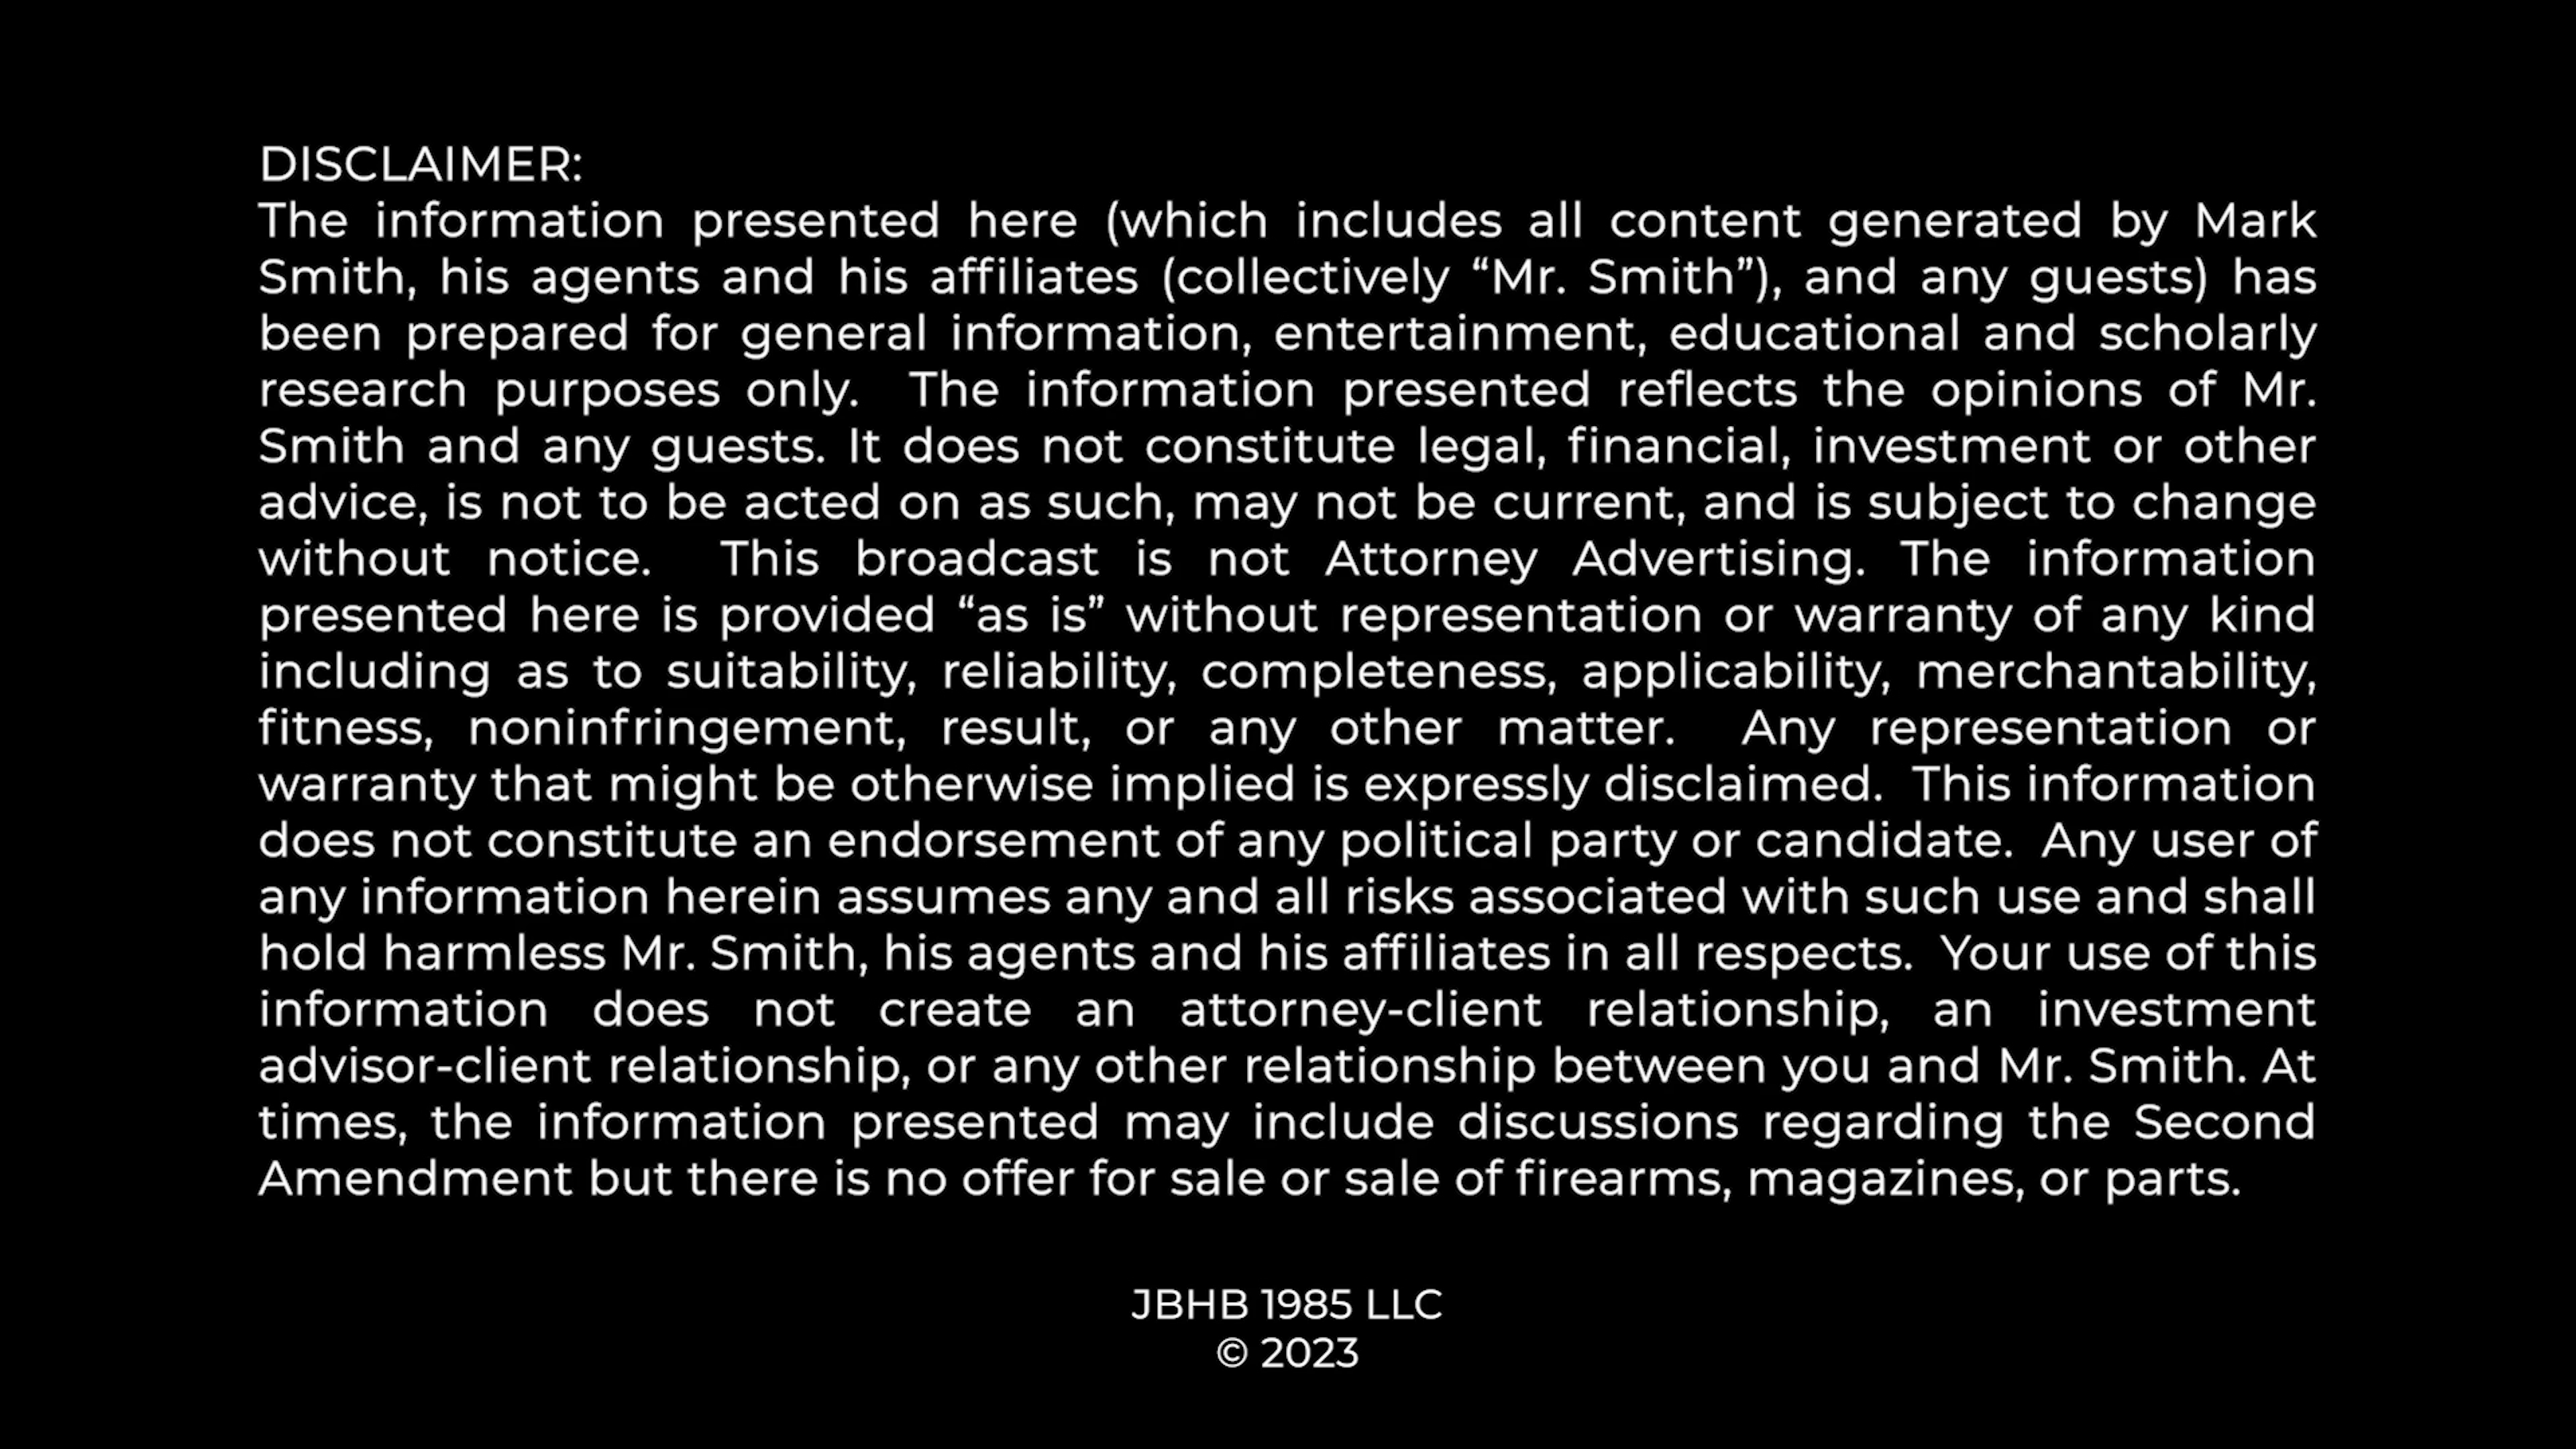 DISCLAIMER:
The information presented here (which includes all content generated by Mark
Smith, his agents and his affiliates (collectively “Mr. Smith”), and any guests) has
been prepared for general information, entertainment, educational and scholarly
research purposes only.  The information presented reflects the opinions of Mr.
Smith and any guests. It does not constitute legal, financial, investment or other
advice, is not to be acted on as such, may not be current, and is subject to change
without notice.  This broadcast is not Attorney Advertising. The information
presented here is provided “as is” without representation or warranty of any kind
including as to suitability, reliability, completeness, applicability, merchantability,
fitness, noninfringement, result, or any other matter.  Any representation or
warranty that might be otherwise implied is expressly disclaimed.  This information
does not constitute an endorsement of any political party or candidate.  Any user of
any information herein assumes any and all risks associated with such use and shall
hold harmless Mr. Smith, his agents and his affiliates in all respects.  Your use of this
information does not create an attorney-client relationship, an investment
advisor-client relationship, or any other relationship between you and Mr. Smith. At
times, the information presented may include discussions regarding the Second
Amendment but there is no offer for sale or sale of firearms, magazines, or parts.
JBHB 1985 LLC
© 2023